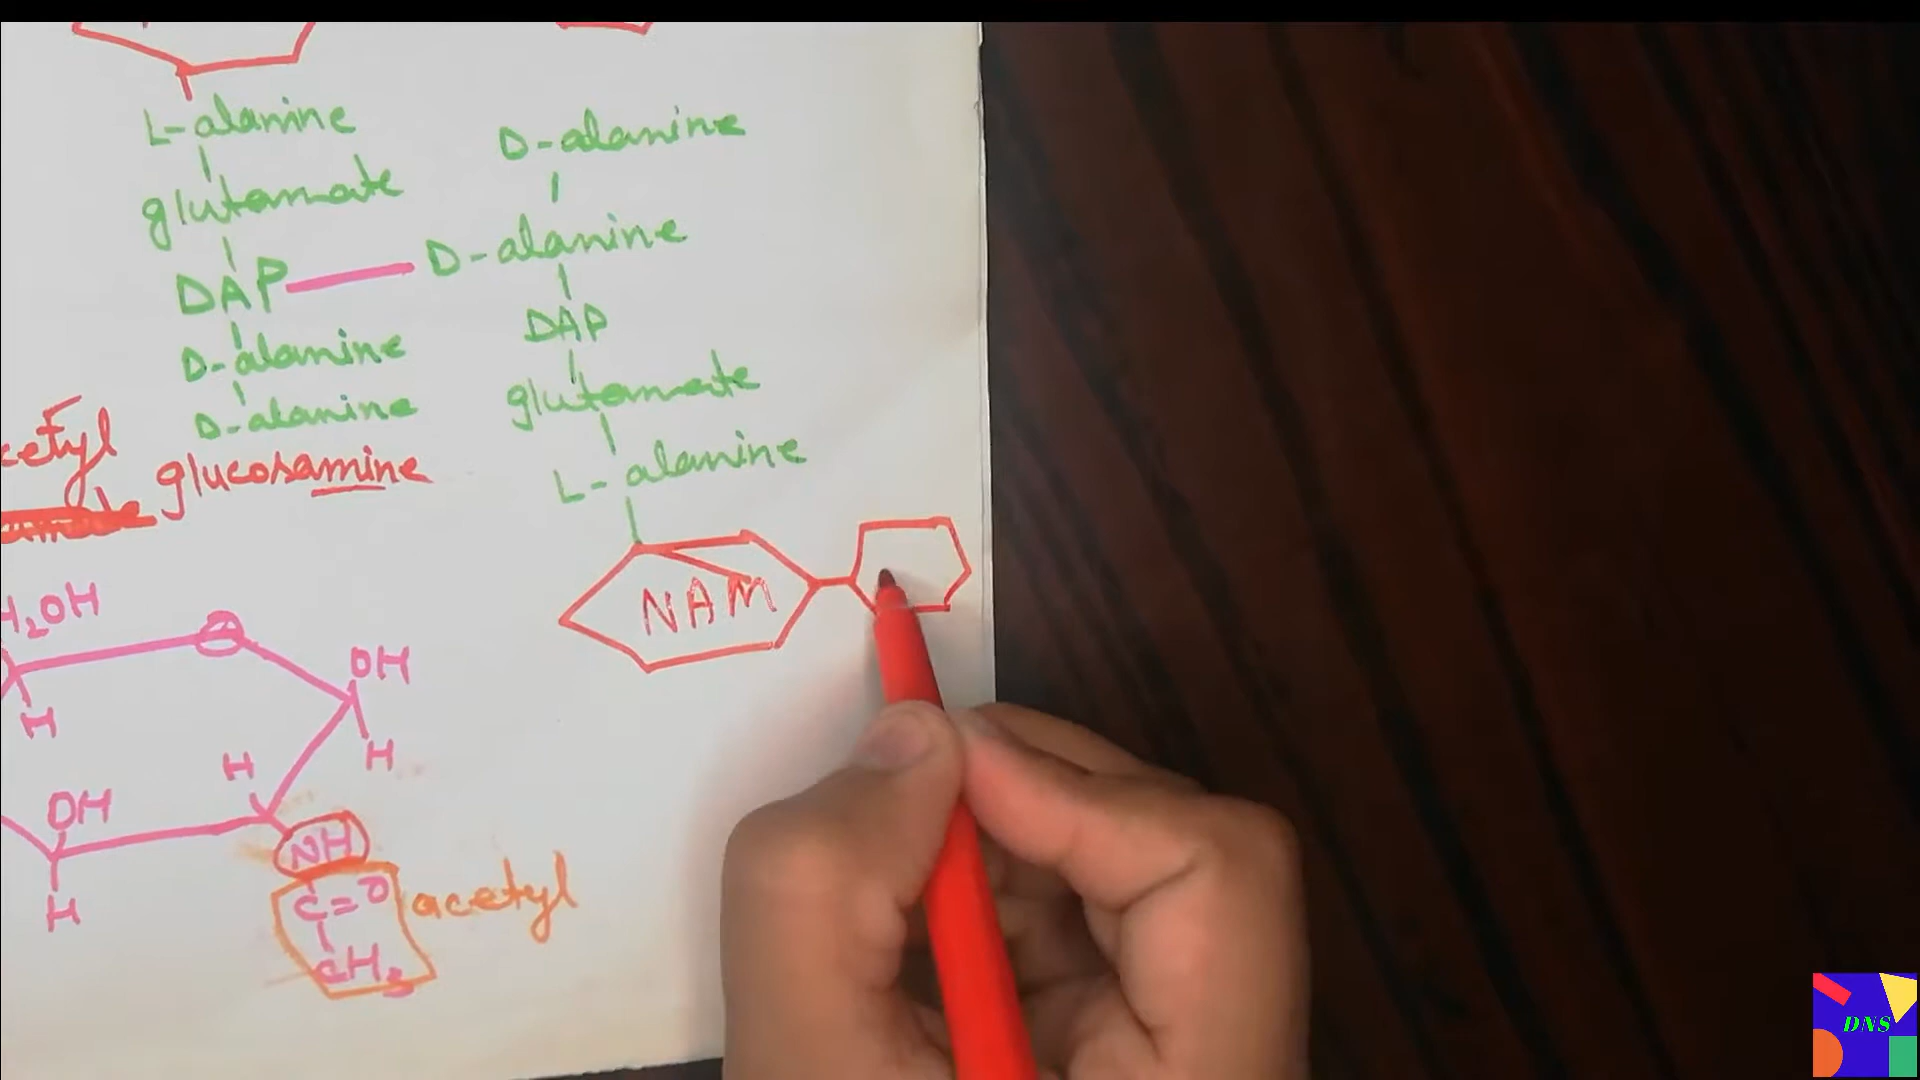 L-alanine
glutamate
DAP
D-alanine
D-alanine
D-alanine
D-alanine
DAP
glutamate
L-alanine
NAM
cetyl
glucosamine
H₂OH
OH
H
H
H
OH
H
NH
C=O
CH₃
acetyl
DNS